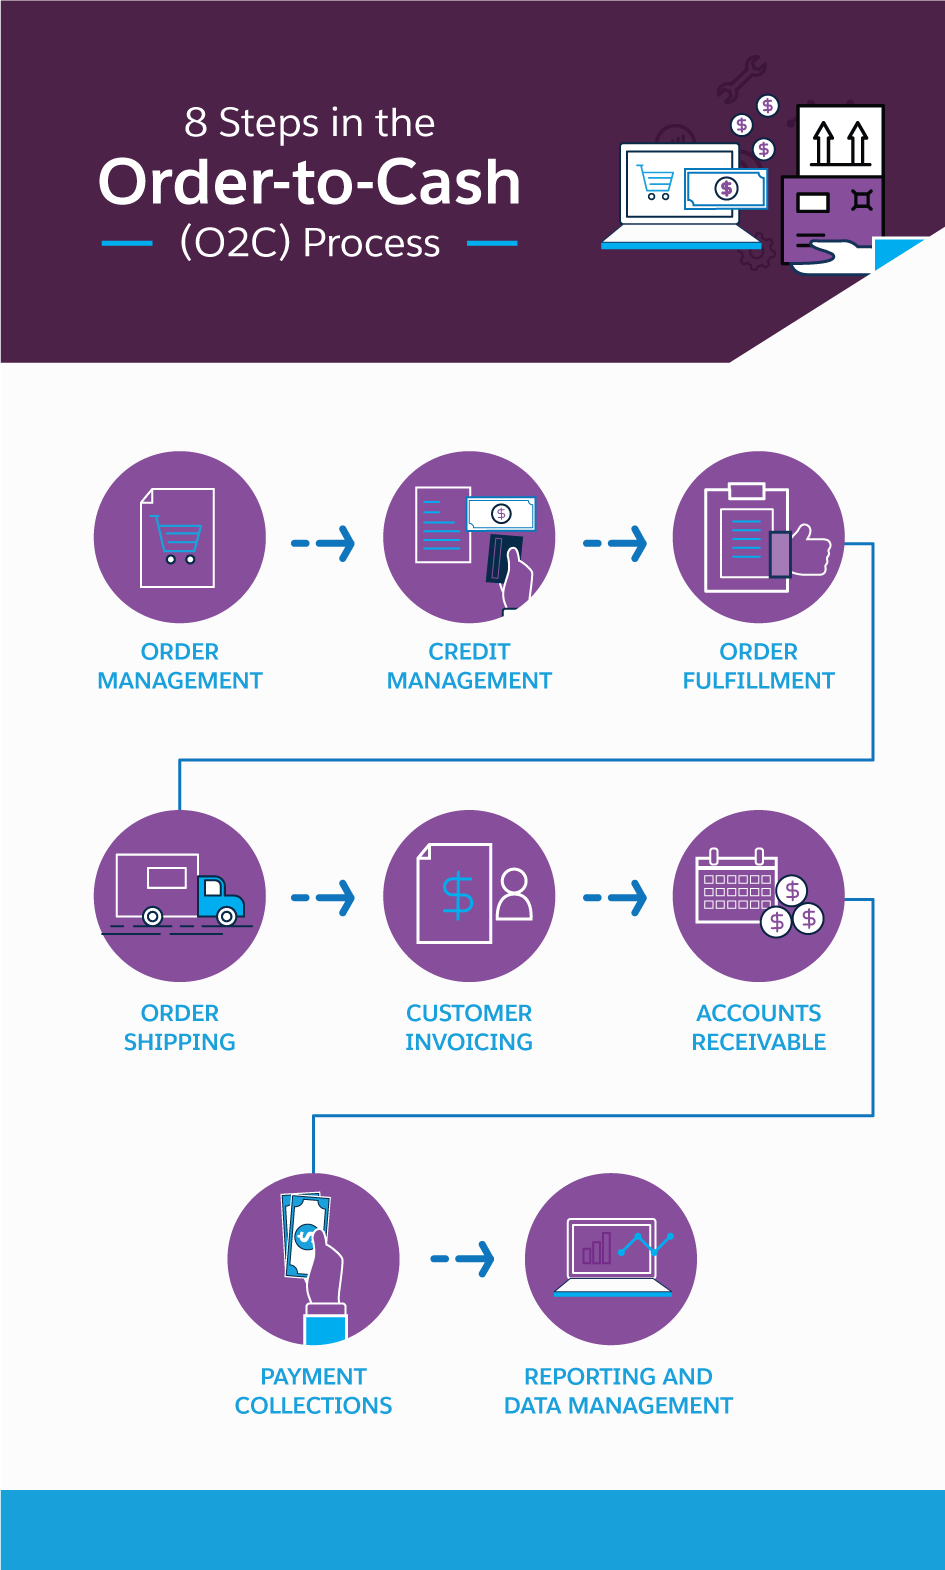 8 Steps in the
Order-to-Cash
(O2C) Process
ORDER
MANAGEMENT
CREDIT
MANAGEMENT
ORDER
FULFILLMENT
ORDER
SHIPPING
CUSTOMER
INVOICING
ACCOUNTS
RECEIVABLE
PAYMENT
COLLECTIONS
REPORTING AND
DATA MANAGEMENT